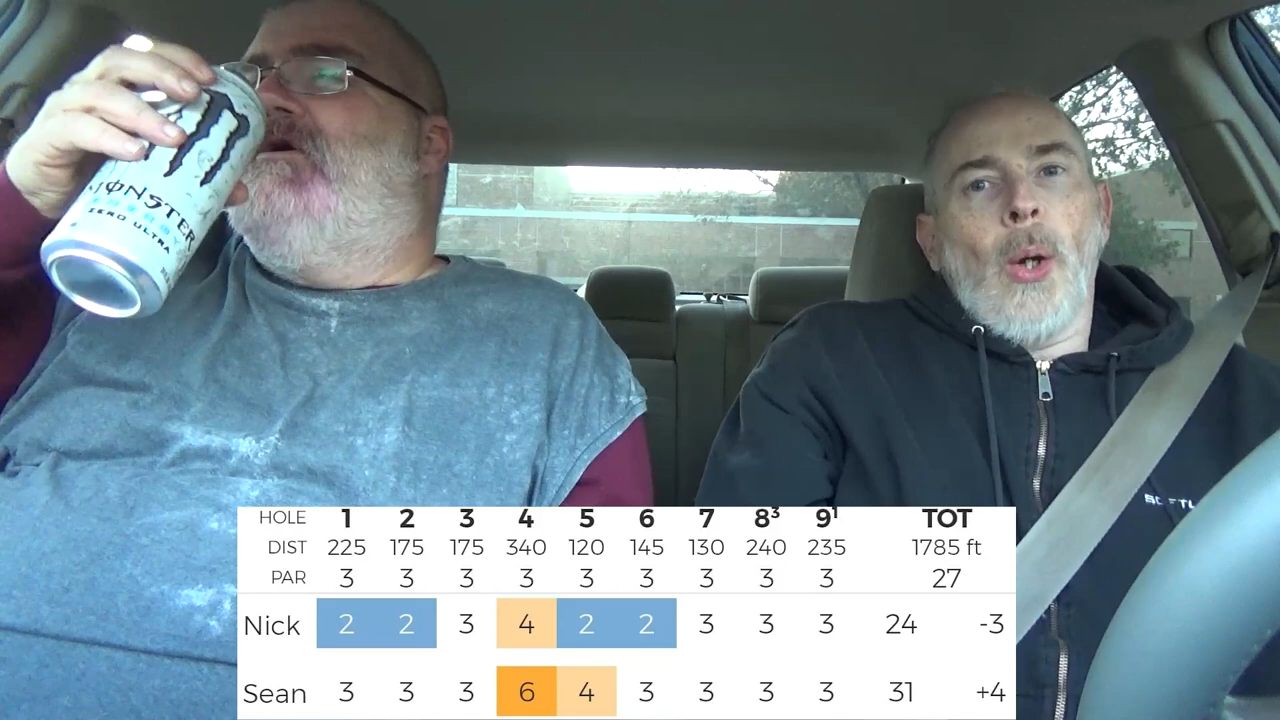 MONSTER
ZERO ULTRA
HOLE 1 2 3 4 5 6 7 8³ 9¹ TOT
DIST 225 175 175 340 120 145 130 240 235 1785 ft
PAR 3 3 3 3 3 3 3 3 3 27
Nick 2 2 3 4 2 2 3 3 3 24 -3
Sean 3 3 3 6 4 3 3 3 3 31 +4